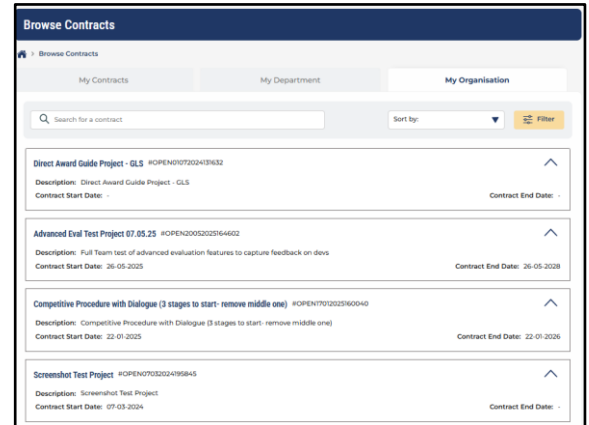 Browse Contracts
> Browse Contracts
My Contracts My Department My Organisation
Search for a contract Sort by: Filter
Direct Award Guide Project - GLS #OPEN01072024131632
Description: Direct Award Guide Project - GLS
Contract Start Date: - Contract End Date: -
Advanced Eval Test Project 07.05.25 #OPEN20052025164602
Description: Full Team test of advanced evaluation features to capture feedback on devs
Contract Start Date: 26-05-2025 Contract End Date: 26-05-2028
Competitive Procedure with Dialogue (3 stages to start- remove middle one) #OPEN17012025160040
Description: Competitive Procedure with Dialogue (3 stages to start- remove middle one)
Contract Start Date: 22-01-2025 Contract End Date: 22-01-2026
Screenshot Test Project #OPEN07032024195845
Description: Screenshot Test Project
Contract Start Date: 07-03-2024 Contract End Date: -